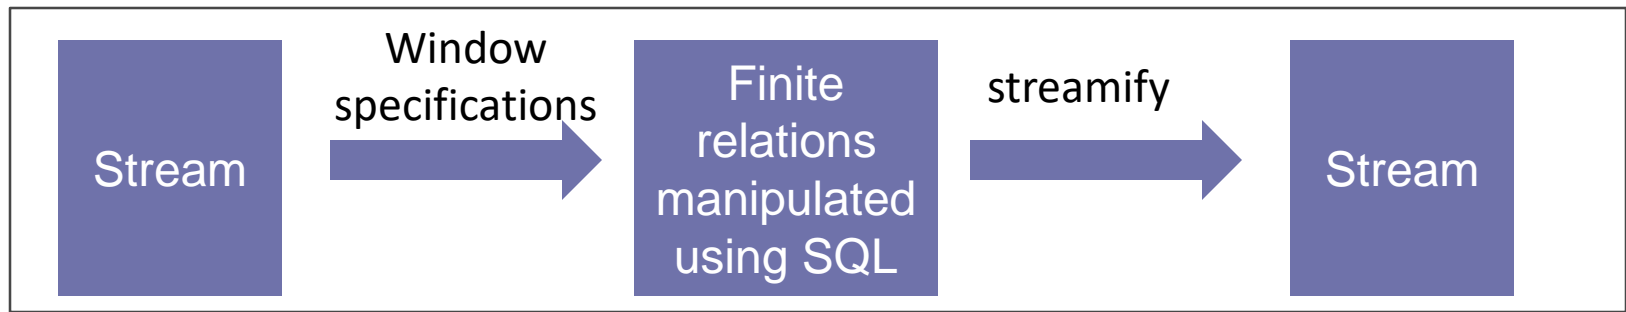 Stream
Window
specifications
Finite
relations
manipulated
using SQL
streamify
Stream